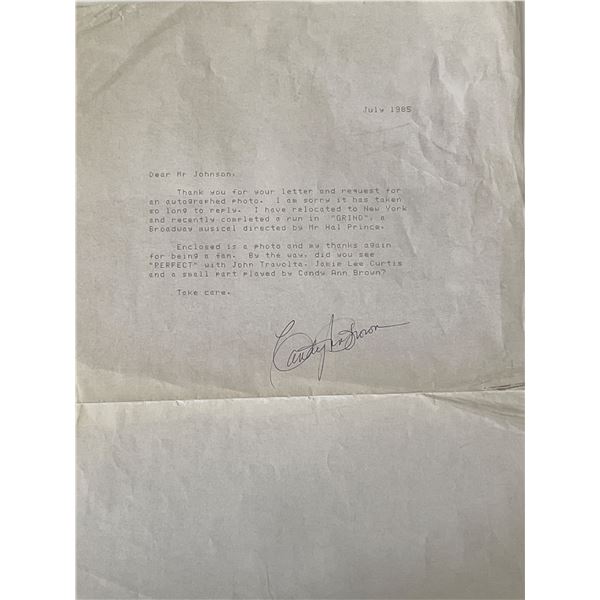 July 1985
Dear Mr Johnson,
Thank you for your letter and request for
an autographed photo. I am sorry it has taken
so long to reply. I have relocated to New York
and recently completed a run in "GRIND", a
Broadway musical directed by Mr Hal Prince.
Enclosed is a photo and my thanks again
for being a fan. By the way, did you see
"PERFECT" with John Travolta, Jamie Lee Curtis
and a small part played by Candy Ann Brown?
Take care.
Candy Ann Brown